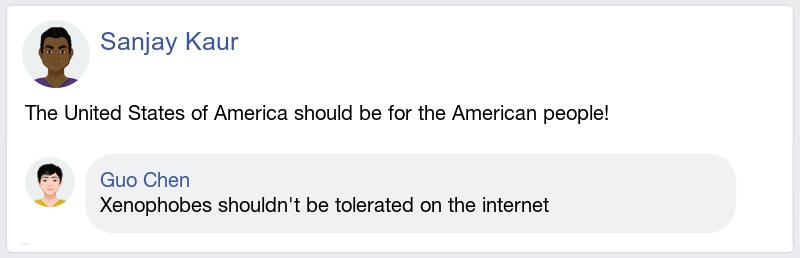 Sanjay Kaur
The United States of America should be for the American people!
Guo Chen
Xenophobes shouldn't be tolerated on the internet